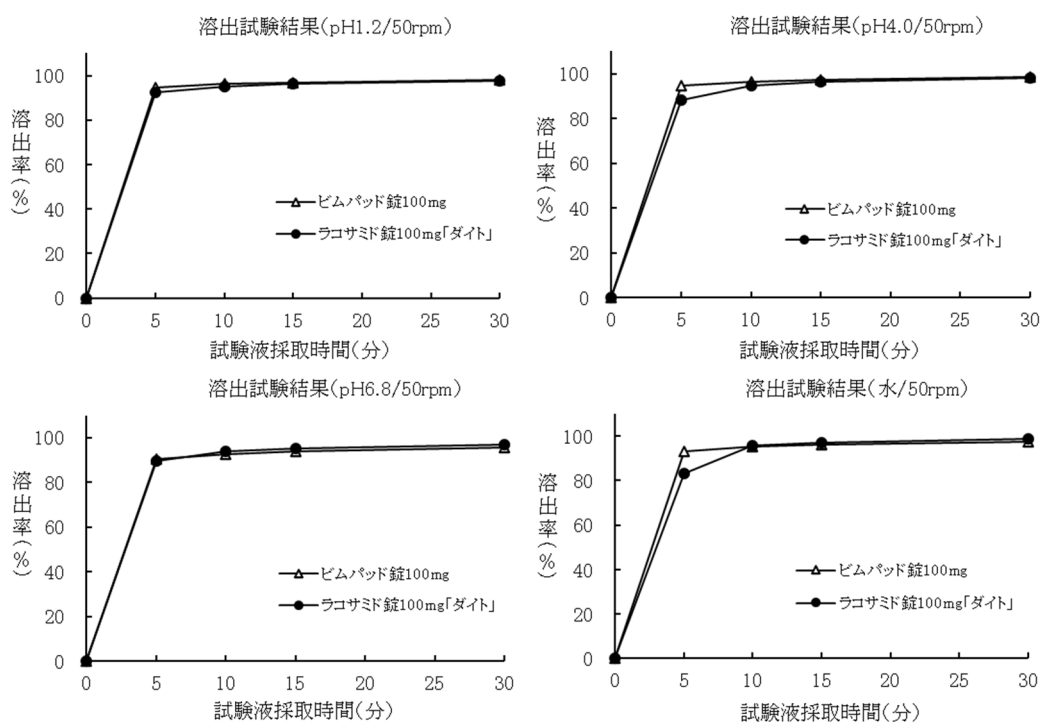 溶出試験結果(pH1.2/50rpm)
溶出率(%)
100
80
60
40
20
0
ビムパッド錠100mg
ラコサミド錠100mg「ダイト」
0 5 10 15 20 25 30
試験液採取時間(分)
溶出試験結果(pH4.0/50rpm)
溶出率(%)
100
80
60
40
20
0
ビムパッド錠100mg
ラコサミド錠100mg「ダイト」
0 5 10 15 20 25 30
試験液採取時間(分)
溶出試験結果(pH6.8/50rpm)
溶出率(%)
100
80
60
40
20
0
ビムパッド錠100mg
ラコサミド錠100mg「ダイト」
0 5 10 15 20 25 30
試験液採取時間(分)
溶出試験結果(水/50rpm)
溶出率(%)
100
80
60
40
20
0
ビムパッド錠100mg
ラコサミド錠100mg「ダイト」
0 5 10 15 20 25 30
試験液採取時間(分)